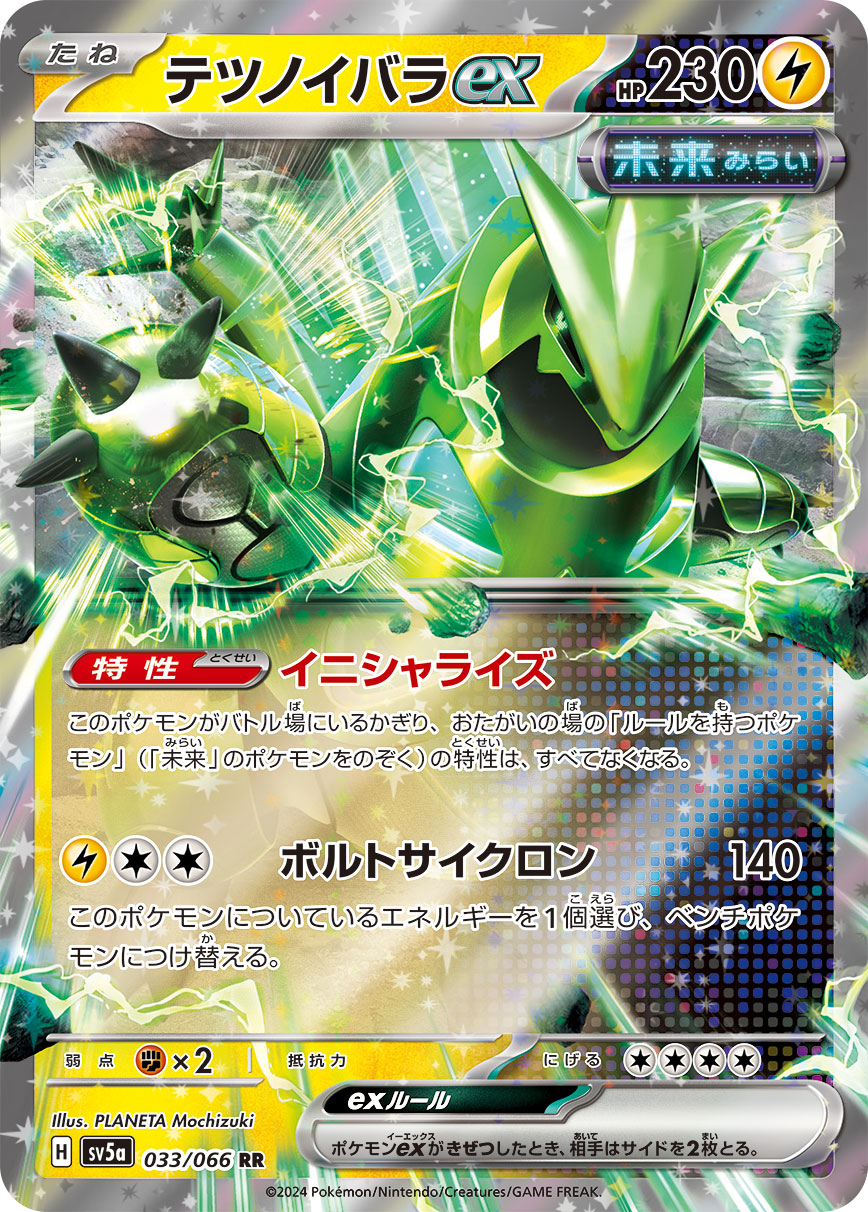 たね
テツノイバラex
HP230
未来 みらい
特性 とくせい
イニシャライズ
このポケモンがバトル場にいるかぎり、おたがいの場の「ルールを持つポケ
モン」(「未来」のポケモンをのぞく)の特性は、すべてなくなる。
ボルトサイクロン 140
このポケモンについているエネルギーを1個選び、ベンチポケ
モンにつけ替える。
弱点 ×2 抵抗力 にげる
exルール
ポケモンexがきぜつしたとき、相手はサイドを2枚とる。
Illus. PLANETA Mochizuki
H sv5a 033/066 RR
©2024 Pokémon/Nintendo/Creatures/GAME FREAK.